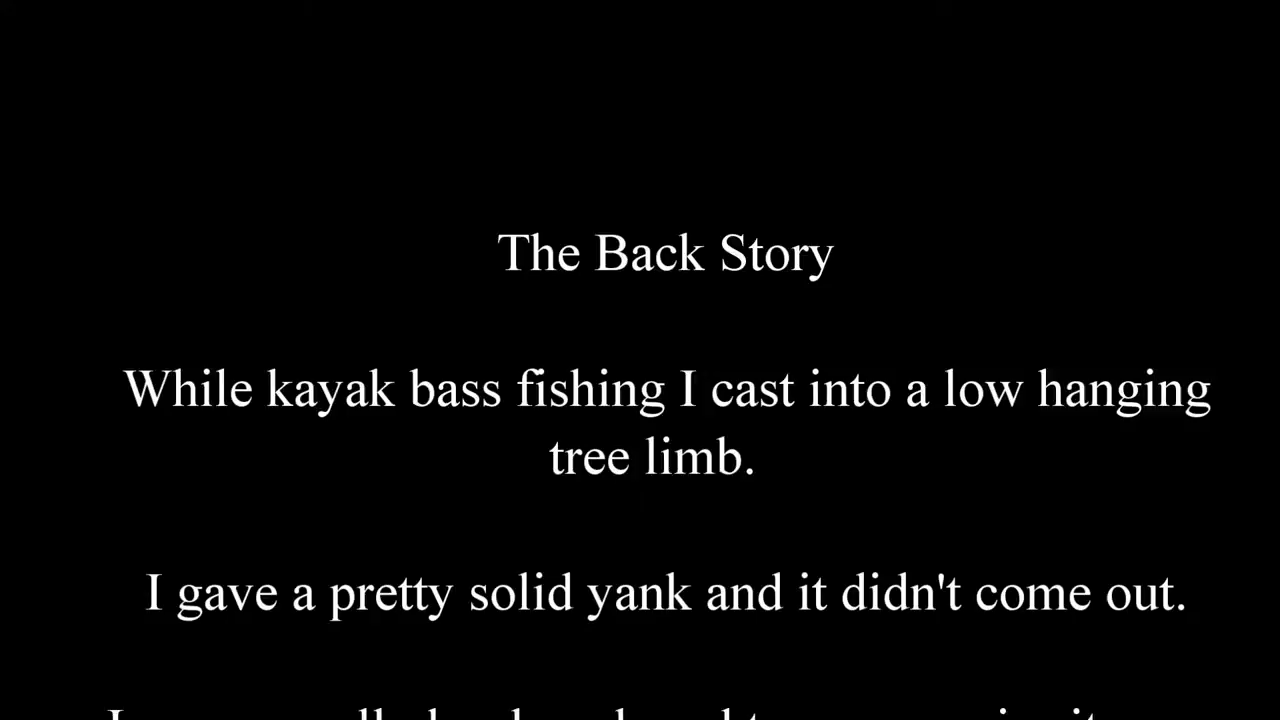 The Back Story
While kayak bass fishing I cast into a low hanging
tree limb.
I gave a pretty solid yank and it didn't come out.